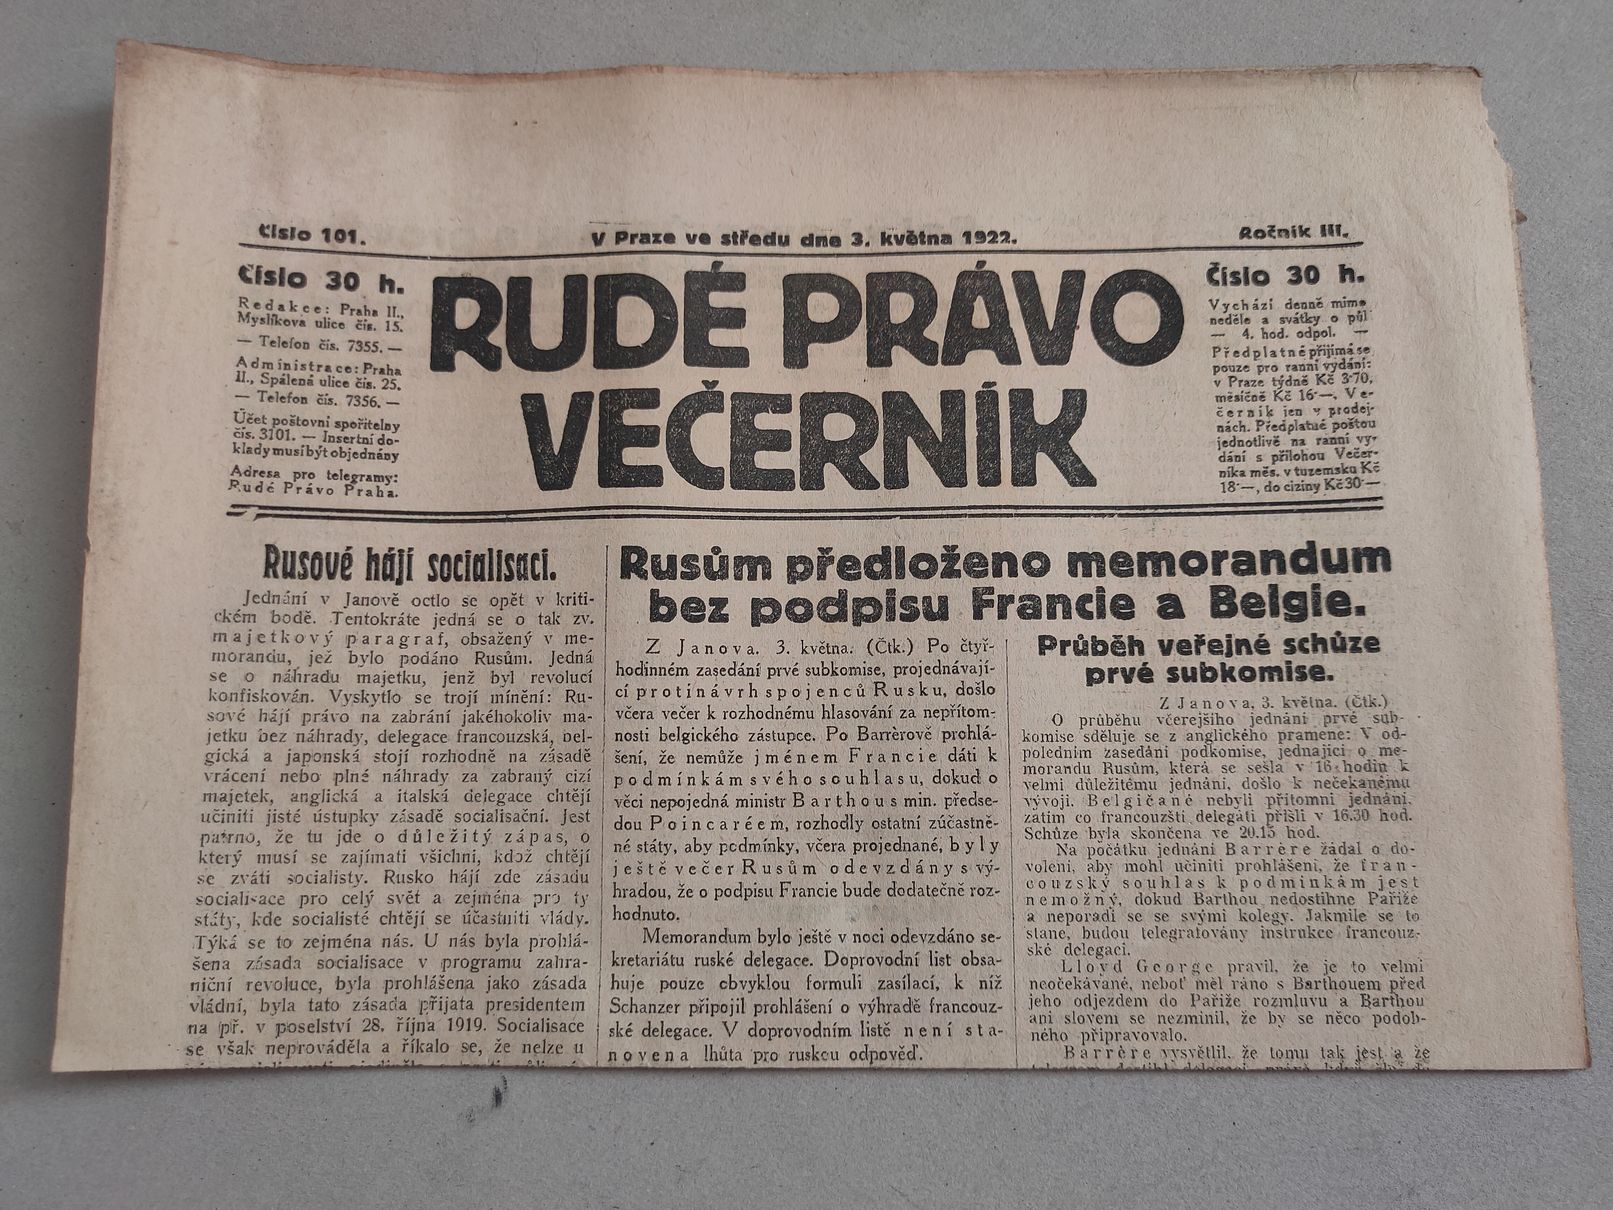 Číslo 101.
V Praze ve středu dne 3. května 1922.
Ročník III.
Číslo 30 h.
Redakce: Praha II.,
Myslíkova ulice čís. 15.
— Telefon čís. 7355. —
Administrace: Praha
II., Spálená ulice čís. 25.
— Telefon čís. 7356. —
Účet poštovní spořitelny
čís. 3101. — Insertní do-
klady musí být objednány
Adresa pro telegramy:
Rudé Právo Praha.
RUDÉ PRÁVO
VEČERNÍK
Číslo 30 h.
Vychází denně mimo
neděle a svátky o půl
— 4. hod. odpol. —
Předplatné přijímá se
pouze pro ranní vydání:
v Praze týdně Kč 3·70,
měsíčně Kč 16·—. Ve-
černík jen v prodej-
nách. Předplatné poštou
jednotlivě na ranní vy-
dání s přílohou Večer-
níka měs. v tuzemsku Kč
18·—, do ciziny Kč 30·—
Rusové hájí socialisaci.
Jednání v Janově octlo se opět v kriti-
ckém bodě. Tentokráte jedná se o tak zv.
majetkový paragraf, obsažený v me-
morandu, jež bylo podáno Rusům. Jedná
se o náhradu majetku, jenž byl revolucí
konfiskován. Vyskytlo se trojí mínění: Ru-
sové hájí právo na zabrání jakéhokoliv ma-
jetku bez náhrady, delegace francouzská, bel-
gická a japonská stojí rozhodně na zásadě
vrácení nebo plné náhrady za zabraný cizí
majetek, anglická a italská delegace chtějí
učiniti jisté ústupky zásadě socialisační. Jest
patrno, že tu jde o důležitý zápas, o
který musí se zajímati všichni, kdož chtějí
se zváti socialisty. Rusko hájí zde zásadu
socialisace pro celý svět a zejména pro ty
státy, kde socialisté chtějí se účastniti vlády.
Týká se to zejména nás. U nás byla prohlá-
šena zásada socialisace v programu zahra-
niční revoluce, byla prohlášena jako zásada
vládní, byla tato zásada přijata presidentem
na př. v poselství 28. října 1919. Socialisace
se však neprováděla a říkalo se, že nelze u
Rusům předloženo memorandum
bez podpisu Francie a Belgie.
Z Janova, 3. května. (Čtk.) Po čtyř-
hodinném zasedání prvé subkomise, projednávají-
cí protinávrh spojenců Rusku, došlo
včera večer k rozhodnému hlasování za nepřítom-
nosti belgického zástupce. Po Barrèrově prohlá-
šení, že nemůže jménem Francie dáti k
podmínkám svého souhlasu, dokud o
věci nepojedná ministr Barthou s min. předse-
dou Poincaréem, rozhodly ostatní zúčastně-
né státy, aby podmínky, včera projednané, byly
ještě večer Rusům odevzdány s vý-
hradou, že o podpisu Francie bude dodatečně roz-
hodnuto.
Memorandum bylo ještě v noci odevzdáno se-
kretariátu ruské delegace. Doprovodní list obsa-
huje pouze obvyklou formuli zasílací, k níž
Schanzer připojil prohlášení o výhradě francouz-
ské delegace. V doprovodním listě není sta-
novena lhůta pro ruskou odpověď.
Průběh veřejné schůze
prvé subkomise.
Z Janova, 3. května. (Čtk.)
O průběhu včerejšího jednání prvé sub-
komise sděluje se z anglického pramene: V od-
poledním zasedání podkomise, jednající o me-
morandu Rusům, která se sešla v 16 hodin k
velmi důležitému jednání, došlo k nečekanému
vývoji. Belgičané nebyli přítomni jednání,
zatím co francouzští delegáti přišli v 16.30 hod.
Schůze byla skončena ve 20.15 hod.
Na počátku jednání Barrère žádal o do-
volení, aby mohl učiniti prohlášení, že fran-
couzský souhlas k podmínkám jest
nemožný, dokud Barthou nedostihne Paříže
a neporadí se se svými kolegy. Jakmile se to
stane, budou telegrafovány instrukce francouz-
ské delegaci.
Lloyd George pravil, že je to velmi
neočekávané, neboť měl ráno s Barthouem před
jeho odjezdem do Paříže rozmluvu a Barthou
ani slovem se nezmínil, že by se něco podob-
ného připravovalo.
Barrère vysvětlil, že tomu tak jest a že